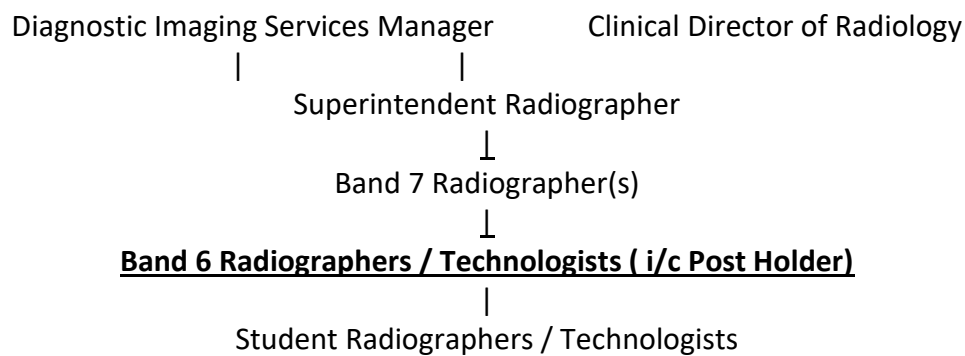 Diagnostic Imaging Services Manager Clinical Director of Radiology
| |
Superintendent Radiographer
|
Band 7 Radiographer(s)
|
Band 6 Radiographers / Technologists ( i/c Post Holder)
|
Student Radiographers / Technologists